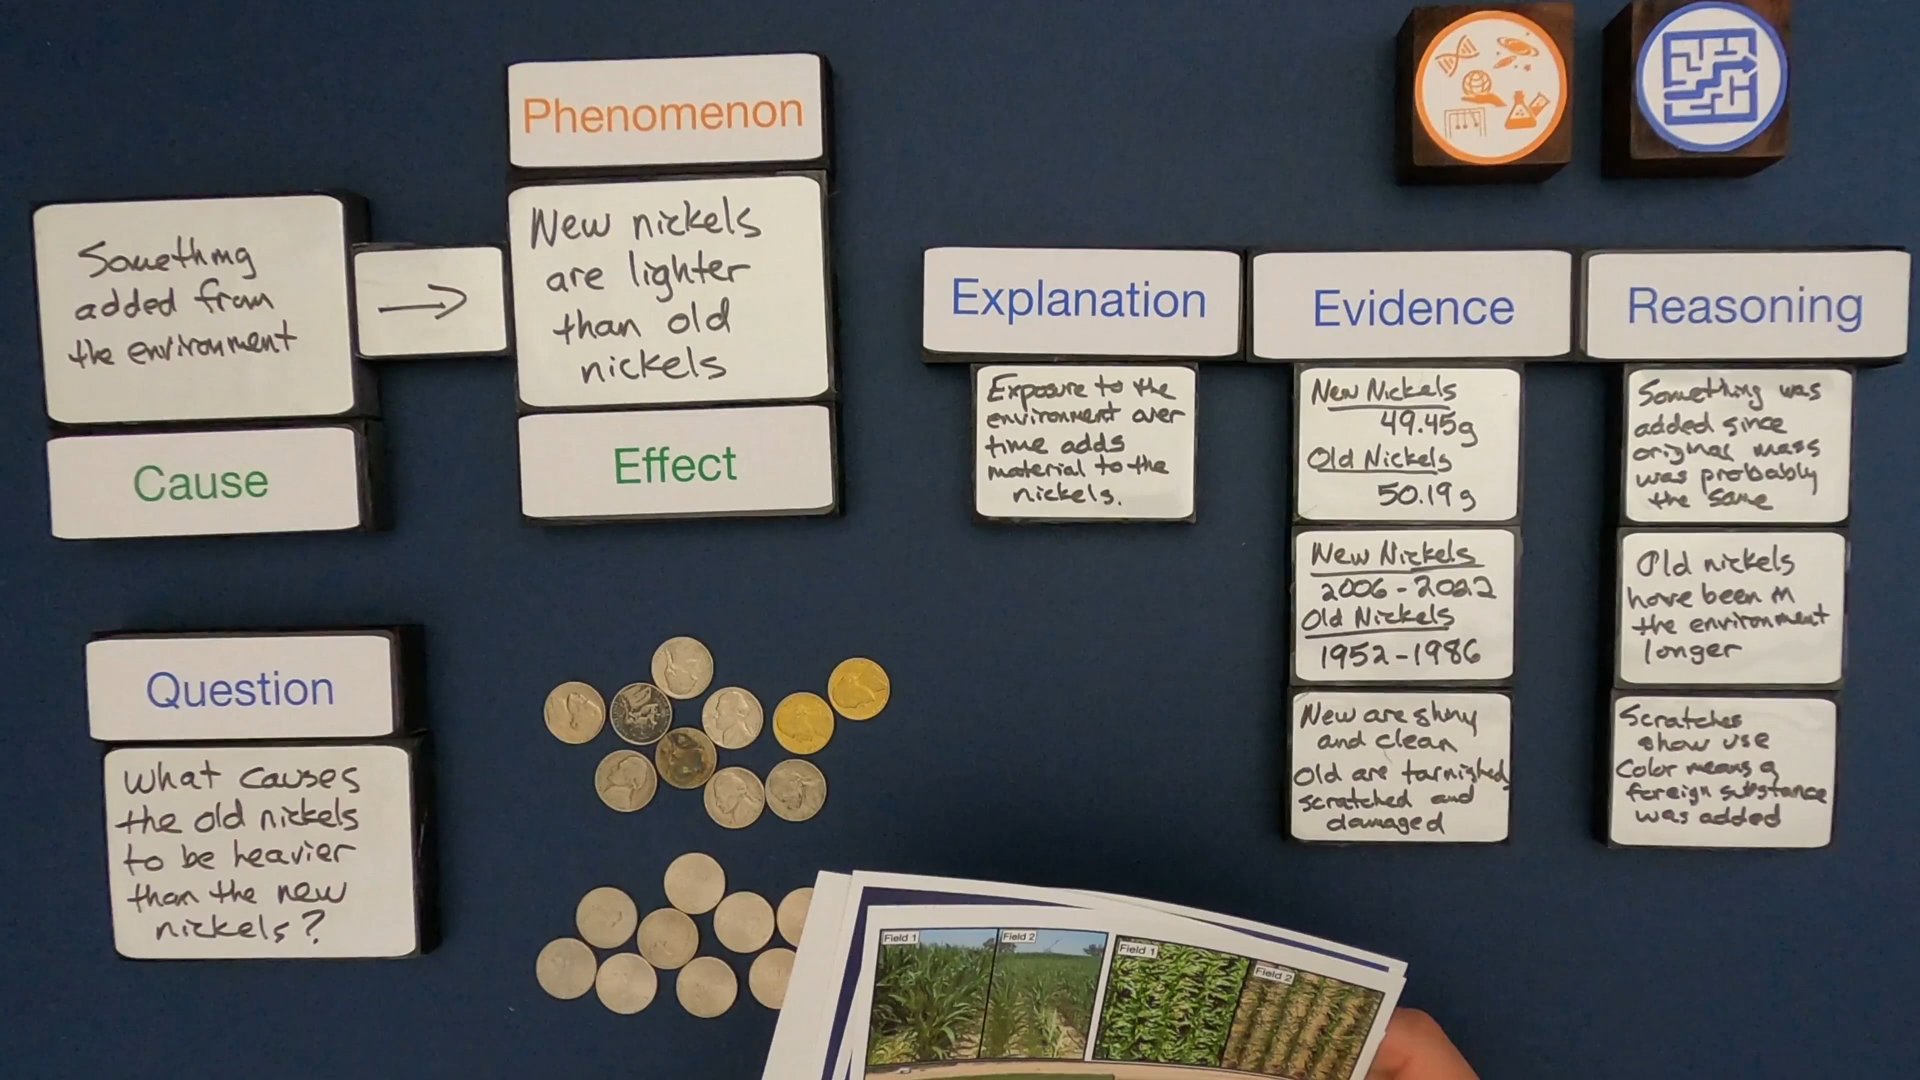 Phenomenon
New nickels
are lighter
than old
nickels
Effect
Something
added from
the environment
Cause
Question
What causes
the old nickels
to be heavier
than the new
nickels?
Explanation
Exposure to the
environment over
time adds
material to the
nickels.
Evidence
New Nickels
49.45g
Old Nickels
50.19g
New Nickels
2006-2022
Old Nickels
1952-1986
New are shiny
and clean
Old are tarnished
scratched and
damaged
Reasoning
Something was
added since
original mass
was probably
the same
Old nickels
have been in
the environment
longer
Scratches
show use
Color means a
foreign substance
was added
Field 1
Field 2
Field 1
Field 2